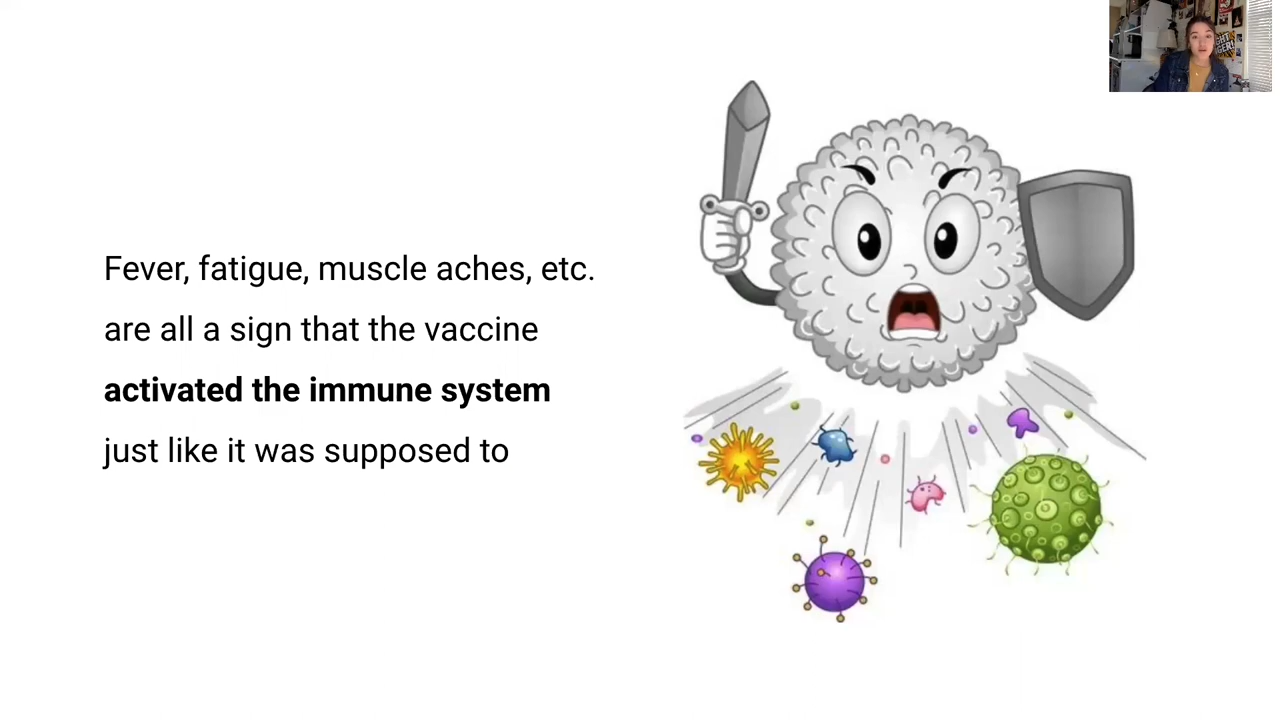 Fever, fatigue, muscle aches, etc.
are all a sign that the vaccine
activated the immune system
just like it was supposed to